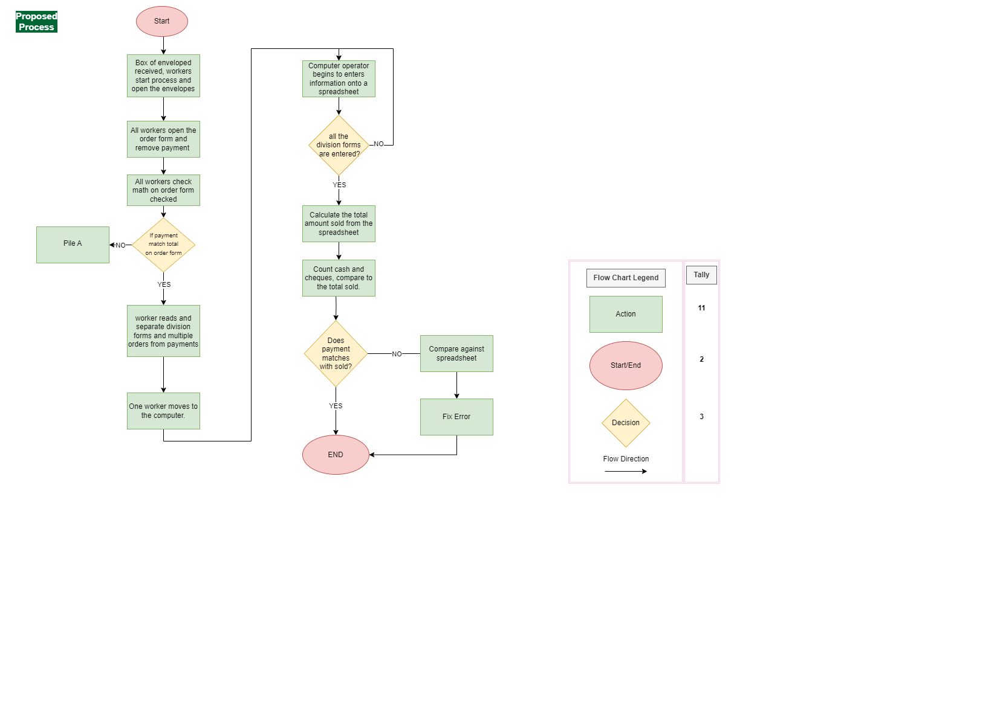 Proposed
Process
Start
Box of enveloped
received, workers
start process and
open the envelopes
All workers open the
order form and
remove payment
All workers check
math on order form
checked
If payment
match total
on order form
NO
Pile A
YES
worker reads and
separate division
forms and multiple
orders from payments
One worker moves to
the computer.
Computer operator
begins to enters
information onto a
spreadsheet
all the
division forms
are entered?
NO
YES
Calculate the total
amount sold from the
spreadsheet
Count cash and
cheques, compare to
the total sold.
Does
payment
matches
with sold?
NO
Compare against
spreadsheet
Fix Error
YES
END
Flow Chart Legend
Tally
Action
11
Start/End
2
Decision
3
Flow Direction